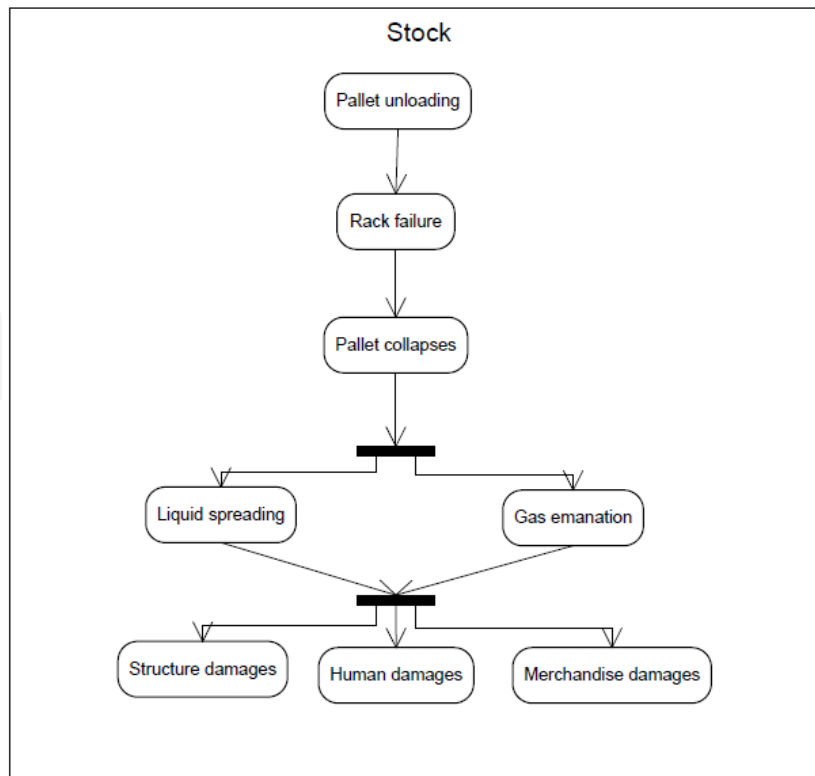 Stock
Pallet unloading
Rack failure
Pallet collapses
Liquid spreading
Gas emanation
Structure damages
Human damages
Merchandise damages